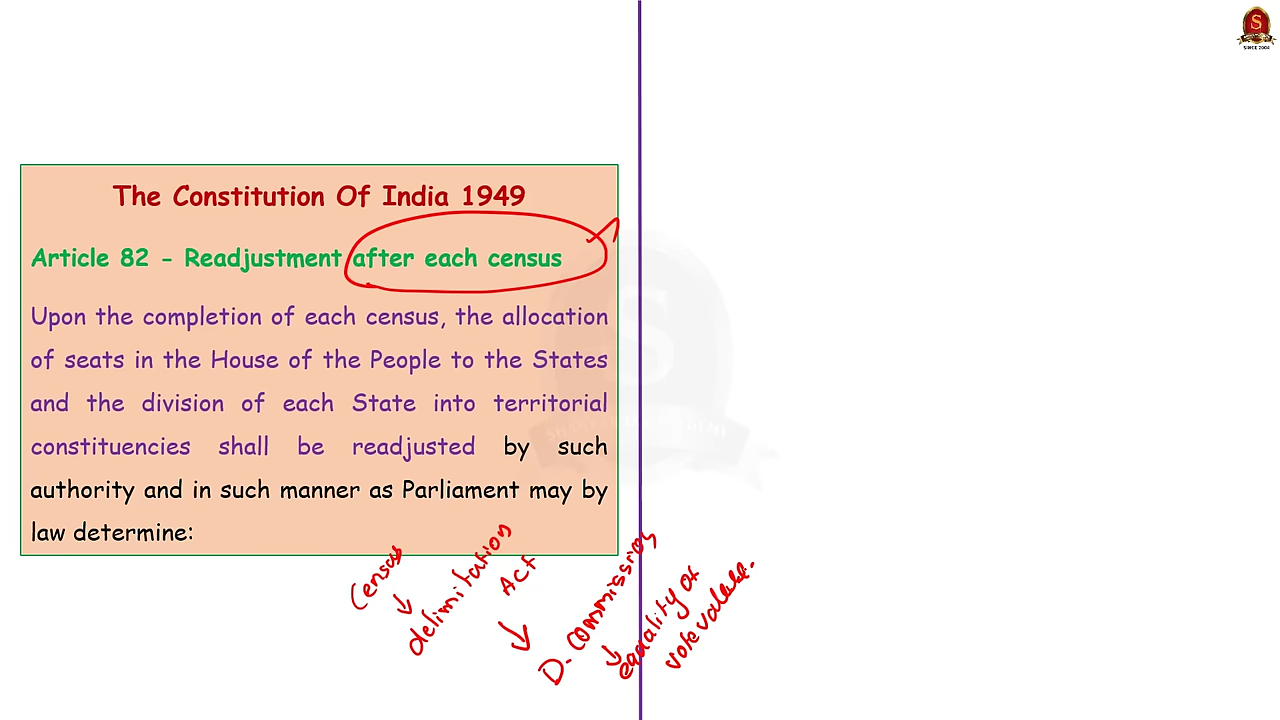 S
SINCE 2004
The Constitution Of India 1949
Article 82 - Readjustment after each census
Upon the completion of each census, the allocation
of seats in the House of the People to the States
and the division of each State into territorial
constituencies shall be readjusted by such
authority and in such manner as Parliament may by
law determine:
Census
delimitation
Act
D. Commission
equality of
vote value.